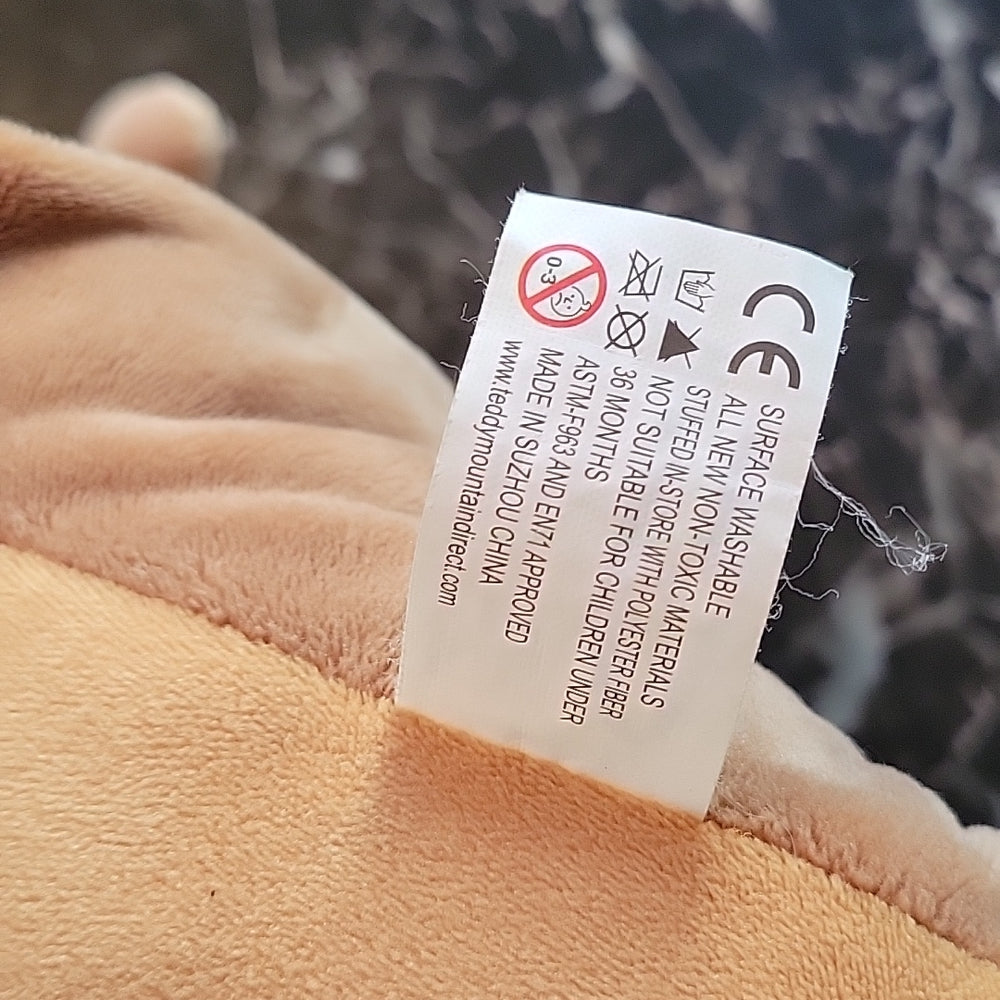 CE
0-3
SURFACE WASHABLE
ALL NEW NON-TOXIC MATERIALS
STUFFED IN-STORE WITH POLYESTER FIBER
NOT SUITABLE FOR CHILDREN UNDER
36 MONTHS
ASTM-F963 AND EN71 APPROVED
MADE IN SUZHOU CHINA
www.teddymountaindirect.com